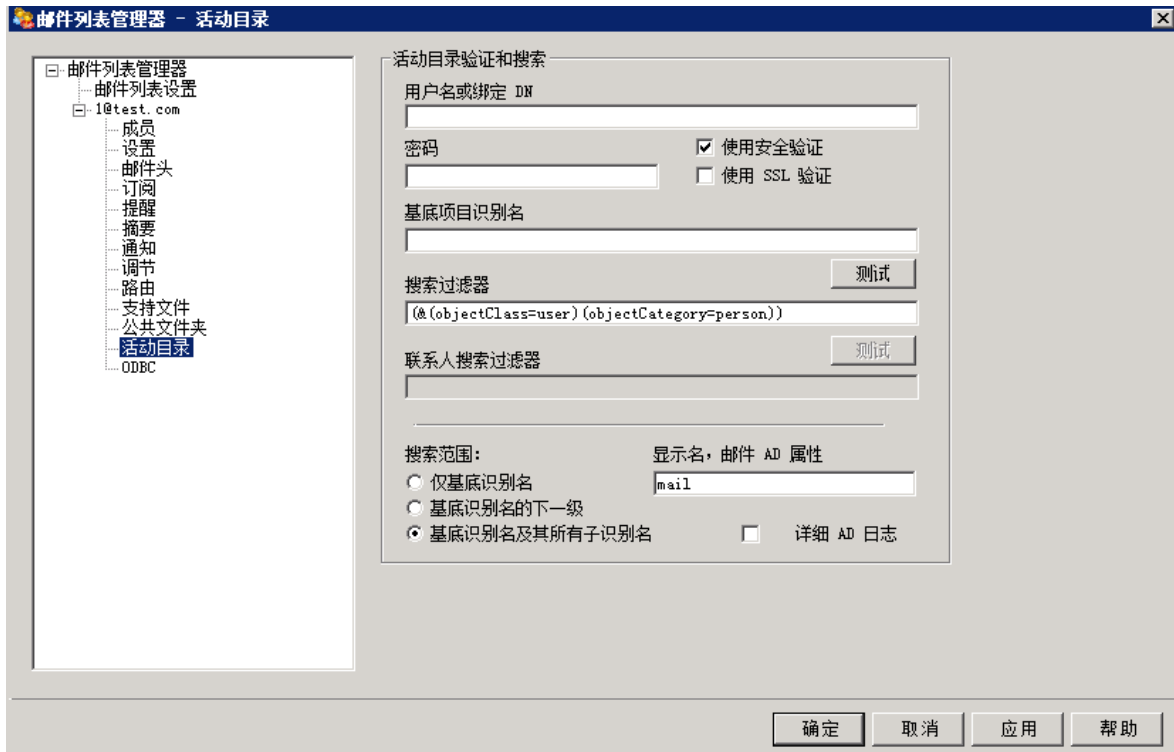 邮件列表管理器 - 活动目录
邮件列表管理器
邮件列表设置
1@test.com
成员
设置
邮件头
订阅
提醒
摘要
通知
调节
路由
支持文件
公共文件夹
活动目录
ODBC
活动目录验证和搜索
用户名或绑定 DN
密码
使用安全验证
使用 SSL 验证
基底项目识别名
测试
搜索过滤器
(&(objectClass=user)(objectCategory=person))
测试
联系人搜索过滤器
搜索范围:
显示名,邮件 AD 属性
仅基底识别名
mail
基底识别名的下一级
基底识别名及其所有子识别名
详细 AD 日志
确定
取消
应用
帮助